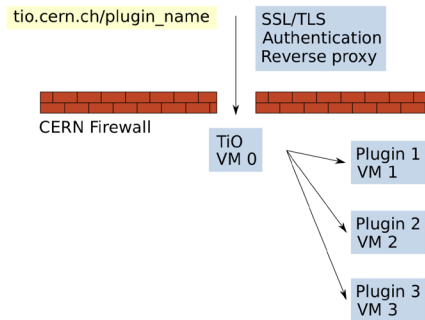 tio.cern.ch/plugin_name
SSL/TLS
Authentication
Reverse proxy
CERN Firewall
TiO
VM 0
Plugin 1
VM 1
Plugin 2
VM 2
Plugin 3
VM 3